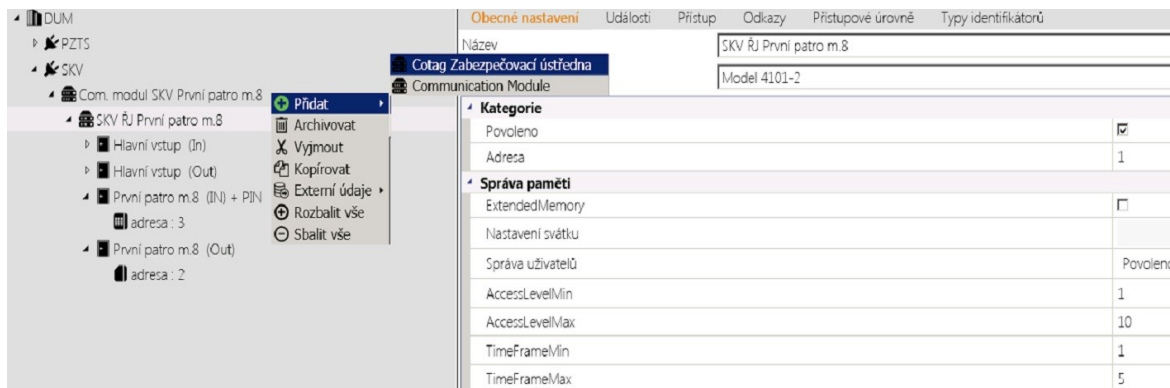 DUM
PZTS
SKV
Com. modul SKV První patro m.8
SKV ŘJ První patro m.8
Hlavní vstup (In)
Hlavní vstup (Out)
První patro m.8 (IN) + PIN
adresa : 3
První patro m.8 (Out)
adresa : 2
Přidat
Archivovat
Vyjmout
Kopírovat
Externí údaje
Rozbalit vše
Sbalit vše
Cotag Zabezpečovací ústředna
Communication Module
Obecné nastavení Události Přístup Odkazy Přístupové úrovně Typy identifikátorů
Název SKV ŘJ První patro m.8
Model 4101-2
Kategorie
Povoleno
Adresa 1
Správa paměti
ExtendedMemory
Nastavení svátku
Správa uživatelů Povoleno
AccessLevelMin 1
AccessLevelMax 10
TimeFrameMin 1
TimeFrameMax 5